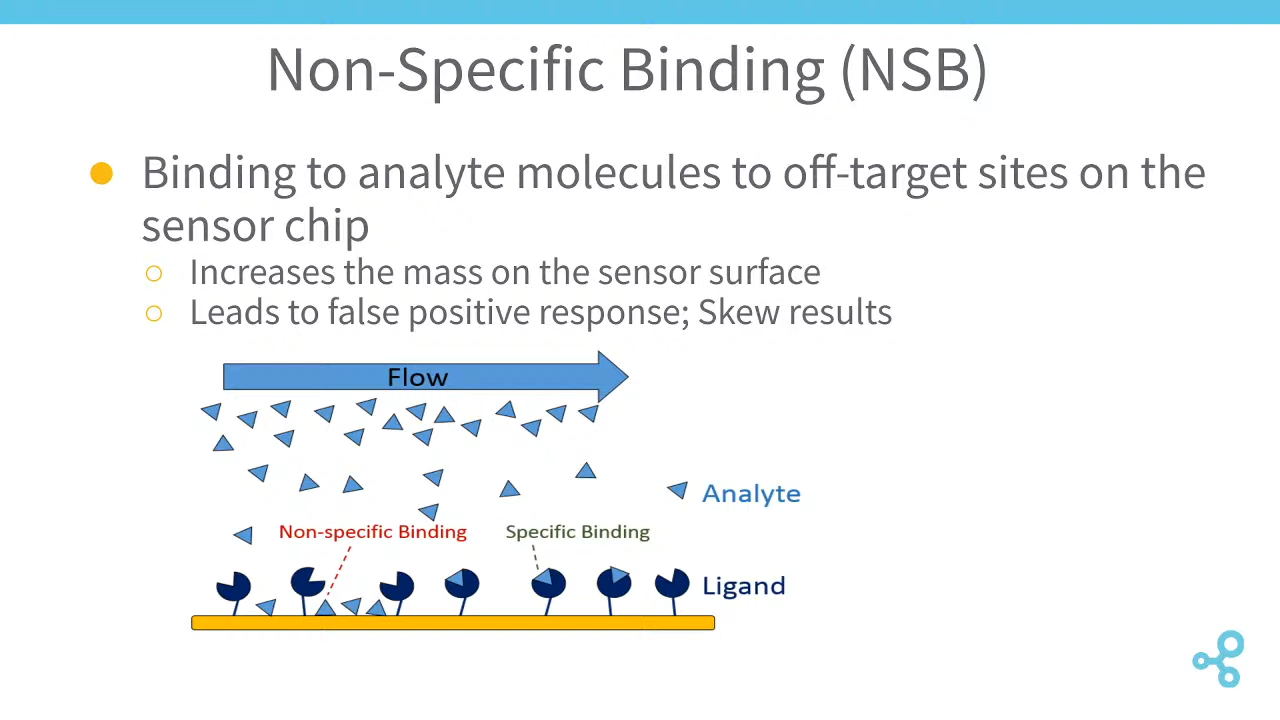 Non-Specific Binding (NSB)
Binding to analyte molecules to off-target sites on the
sensor chip
Increases the mass on the sensor surface
Leads to false positive response; Skew results
Flow
Analyte
Non-specific Binding
Specific Binding
Ligand